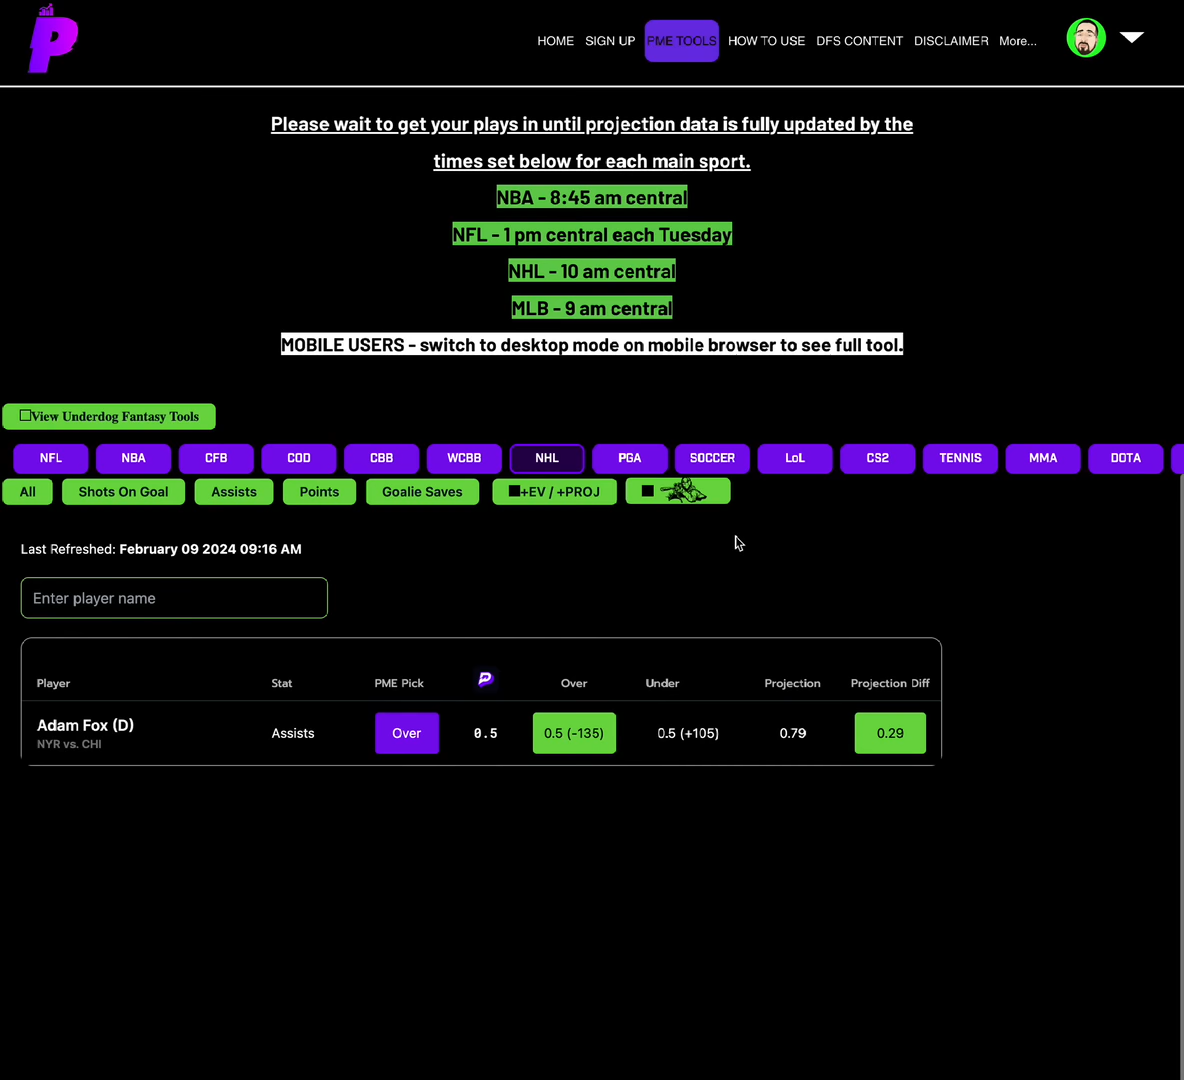 P
HOME SIGN UP PME TOOLS HOW TO USE DFS CONTENT DISCLAIMER More...
Please wait to get your plays in until projection data is fully updated by the
times set below for each main sport.
NBA - 8:45 am central
NFL - 1 pm central each Tuesday
NHL - 10 am central
MLB - 9 am central
MOBILE USERS - switch to desktop mode on mobile browser to see full tool.
View Underdog Fantasy Tools
NFL NBA CFB COD CBB WCBB NHL PGA SOCCER LoL CS2 TENNIS MMA DOTA
All Shots On Goal Assists Points Goalie Saves +EV / +PROJ
Last Refreshed: February 09 2024 09:16 AM
Enter player name
Player Stat PME Pick P Over Under Projection Projection Diff
Adam Fox (D) Assists Over 0.5 0.5 (-135) 0.5 (+105) 0.79 0.29
NYR vs. CHI